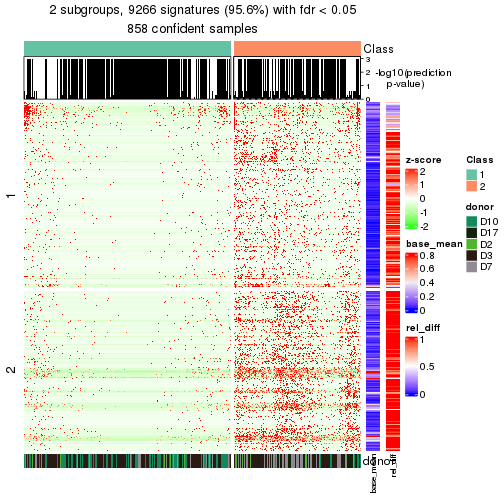 2 subgroups, 9266 signatures (95.6%) with fdr < 0.05
858 confident samples
Class
3
2
1
0
-log10(prediction
p-value)
1
2
z-score
2
1
0
-1
-2
base_mean
0.8
0.6
0.4
0.2
0
rel_diff
1
0.5
0
Class
1
2
donor
D10
D17
D2
D3
D7
donor
base_mean
rel_diff